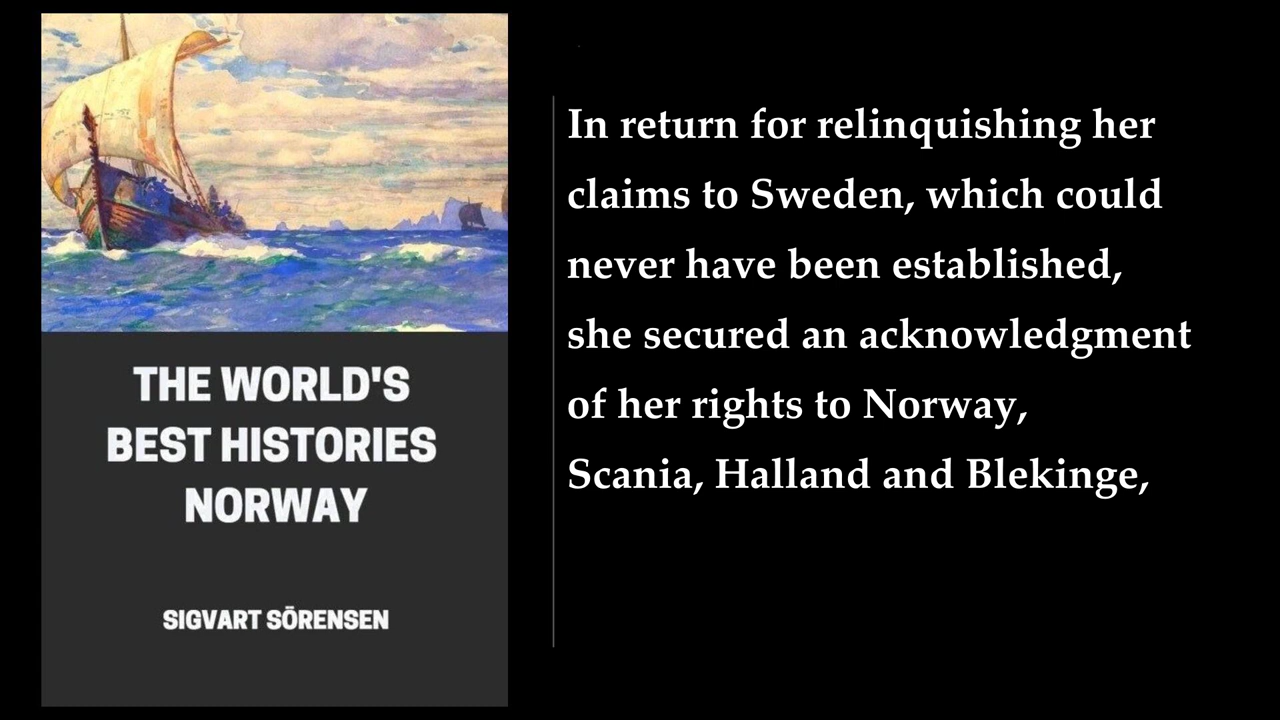 THE WORLD'S
BEST HISTORIES
NORWAY
SIGVART SÖRENSEN
In return for relinquishing her
claims to Sweden, which could
never have been established,
she secured an acknowledgment
of her rights to Norway,
Scania, Halland and Blekinge,